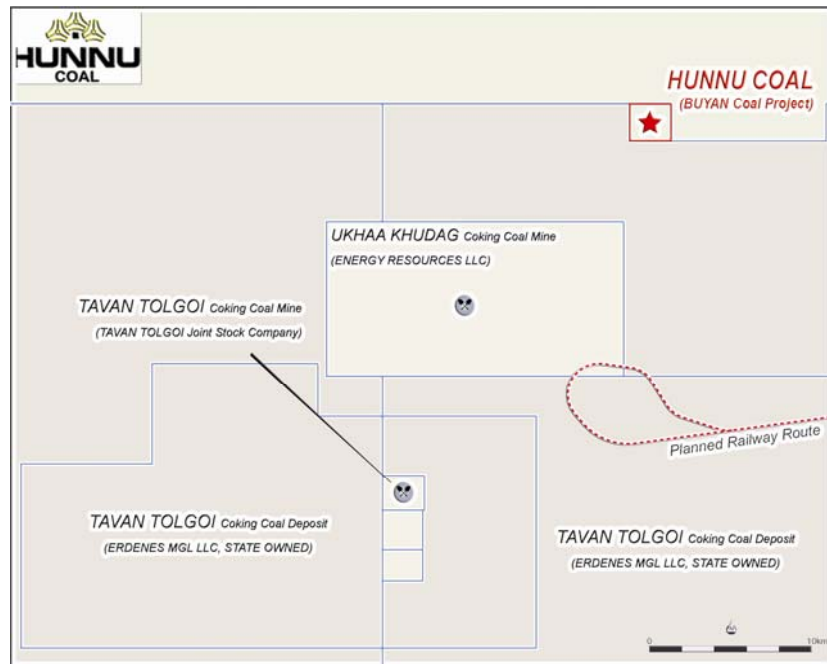 HUNNU
COAL
HUNNU COAL
(BUYAN Coal Project)
UKHAA KHUDAG Coking Coal Mine
(ENERGY RESOURCES LLC)
TAVAN TOLGOI Coking Coal Mine
(TAVAN TOLGOI Joint Stock Company)
Planned Railway Route
TAVAN TOLGOI Coking Coal Deposit
(ERDENES MGL LLC, STATE OWNED)
TAVAN TOLGOI Coking Coal Deposit
(ERDENES MGL LLC, STATE OWNED)
0 10km